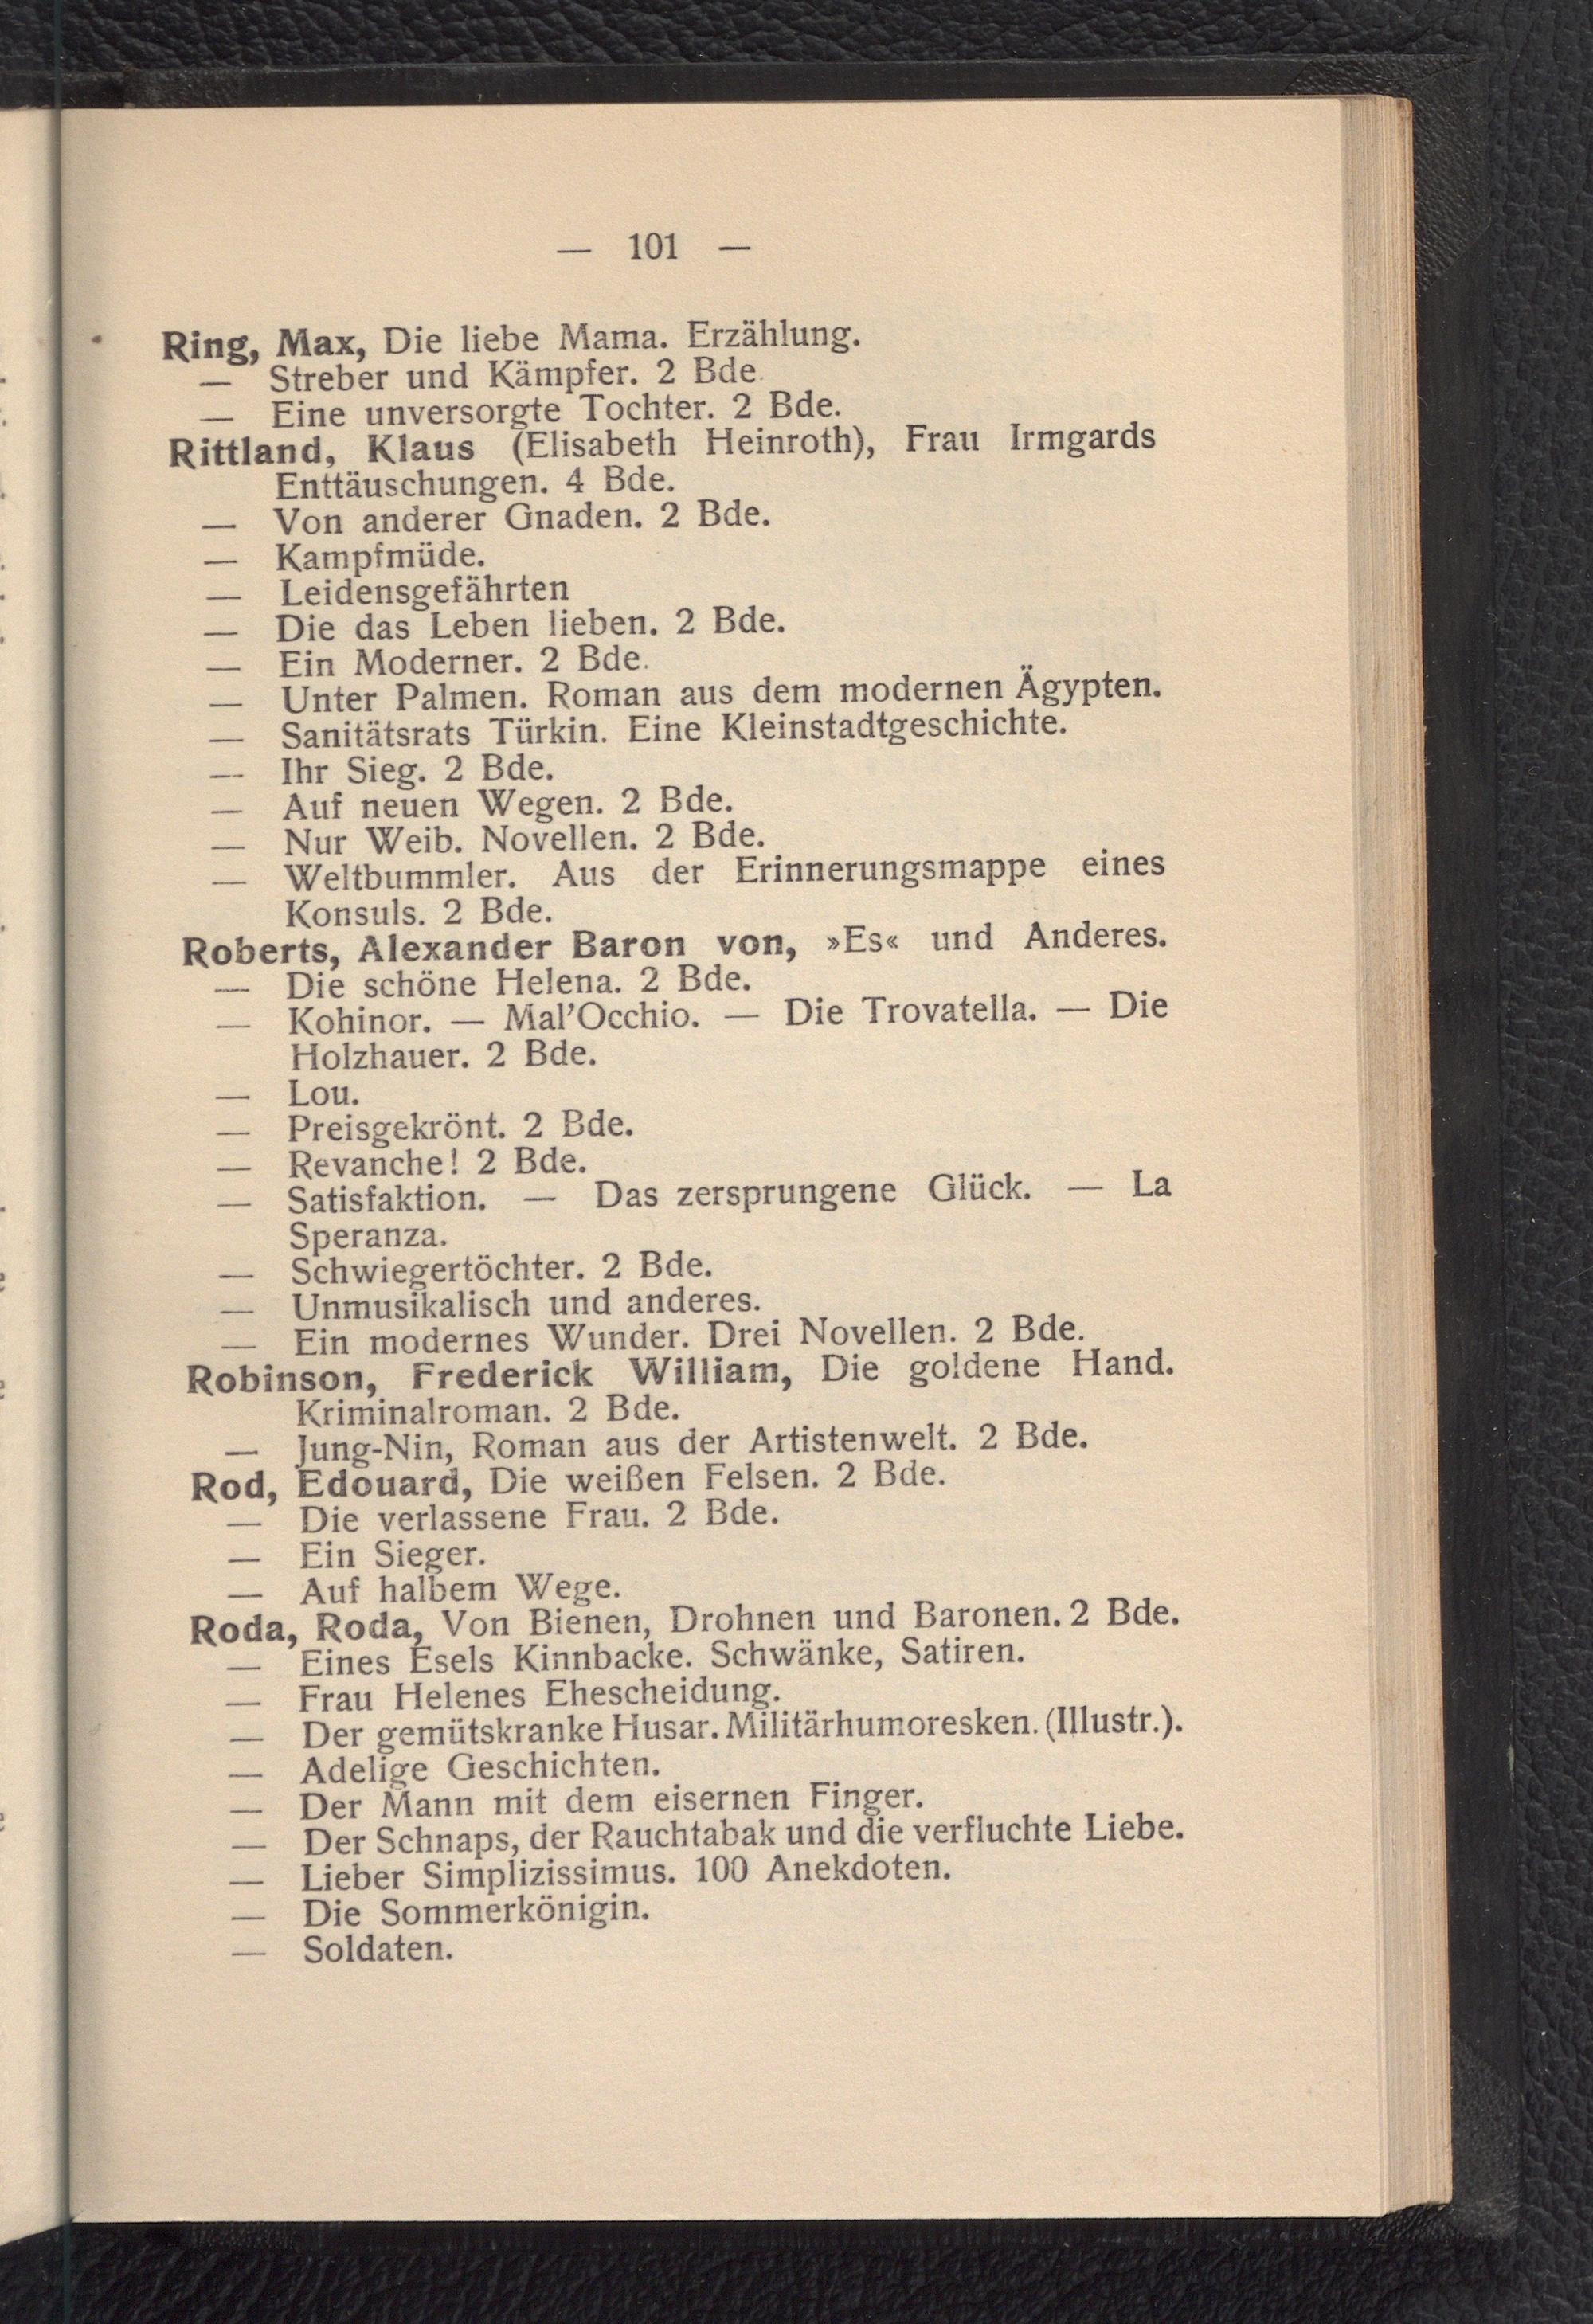 — 101 —
Ring, Max, Die liebe Mama. Erzählung.
— Streber und Kämpfer. 2 Bde.
— Eine unversorgte Tochter. 2 Bde.
Rittland, Klaus (Elisabeth Heinroth), Frau Irmgards
Enttäuschungen. 4 Bde.
— Von anderer Gnaden. 2 Bde.
— Kampfmüde.
— Leidensgefährten
— Die das Leben lieben. 2 Bde.
— Ein Moderner. 2 Bde.
— Unter Palmen. Roman aus dem modernen Ägypten.
— Sanitätsrats Türkin. Eine Kleinstadtgeschichte.
— Ihr Sieg. 2 Bde.
— Auf neuen Wegen. 2 Bde.
— Nur Weib. Novellen. 2 Bde.
— Weltbummler. Aus der Erinnerungsmappe eines
Konsuls. 2 Bde.
Roberts, Alexander Baron von, »Es« und Anderes.
— Die schöne Helena. 2 Bde.
— Kohinor. — Mal'Occhio. — Die Trovatella. — Die
Holzhauer. 2 Bde.
— Lou.
— Preisgekrönt. 2 Bde.
— Revanche! 2 Bde.
— Satisfaktion. — Das zersprungene Glück. — La
Speranza.
— Schwiegertöchter. 2 Bde.
— Unmusikalisch und anderes.
— Ein modernes Wunder. Drei Novellen. 2 Bde.
Robinson, Frederick William, Die goldene Hand.
Kriminalroman. 2 Bde.
— Jung-Nin, Roman aus der Artistenwelt. 2 Bde.
Rod, Edouard, Die weißen Felsen. 2 Bde.
— Die verlassene Frau. 2 Bde.
— Ein Sieger.
— Auf halbem Wege.
Roda, Roda, Von Bienen, Drohnen und Baronen. 2 Bde.
— Eines Esels Kinnbacke. Schwänke, Satiren.
— Frau Helenes Ehescheidung.
— Der gemütskranke Husar. Militärhumoresken. (Illustr.).
— Adelige Geschichten.
— Der Mann mit dem eisernen Finger.
— Der Schnaps, der Rauchtabak und die verfluchte Liebe.
— Lieber Simplizissimus. 100 Anekdoten.
— Die Sommerkönigin.
— Soldaten.